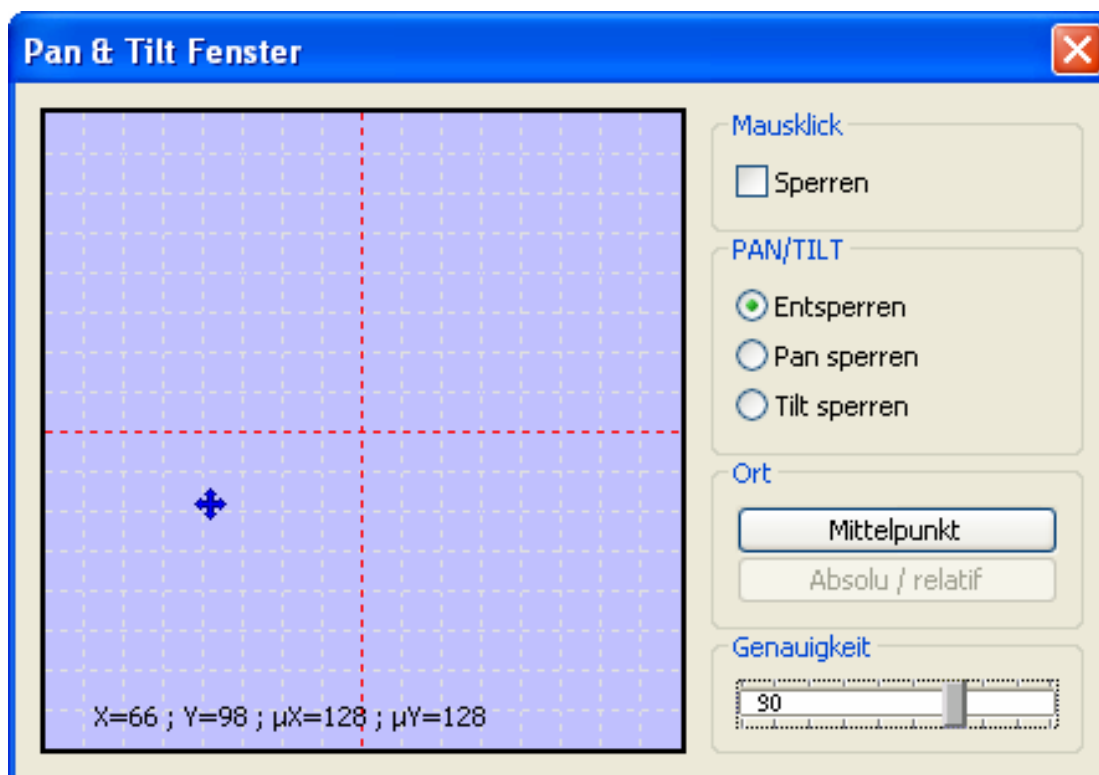 Pan & Tilt Fenster
Mausklick
Sperren
PAN/TILT
Entsperren
Pan sperren
Tilt sperren
Ort
Mittelpunkt
Absolu / relatif
Genauigkeit
90
X=66 ; Y=98 ; µX=128 ; µY=128